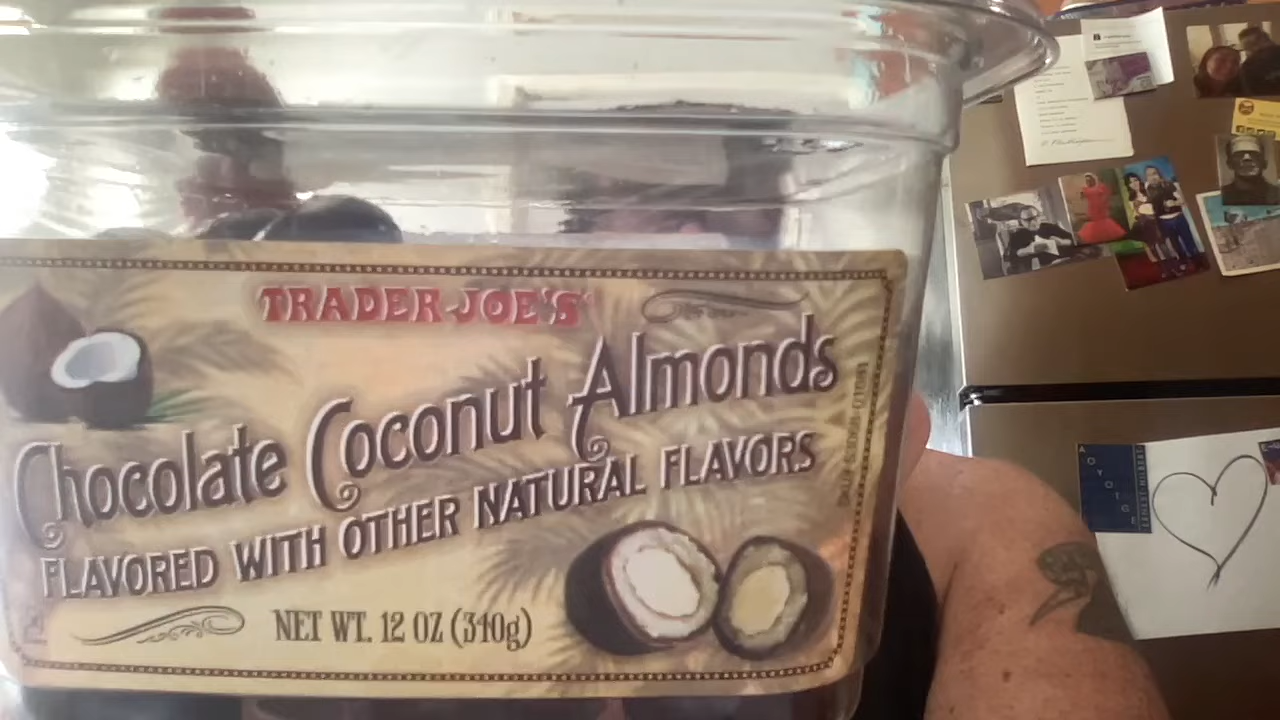 TRADER JOE'S
Chocolate Coconut Almonds
FLAVORED WITH OTHER NATURAL FLAVORS
NET WT. 12 OZ (340g)